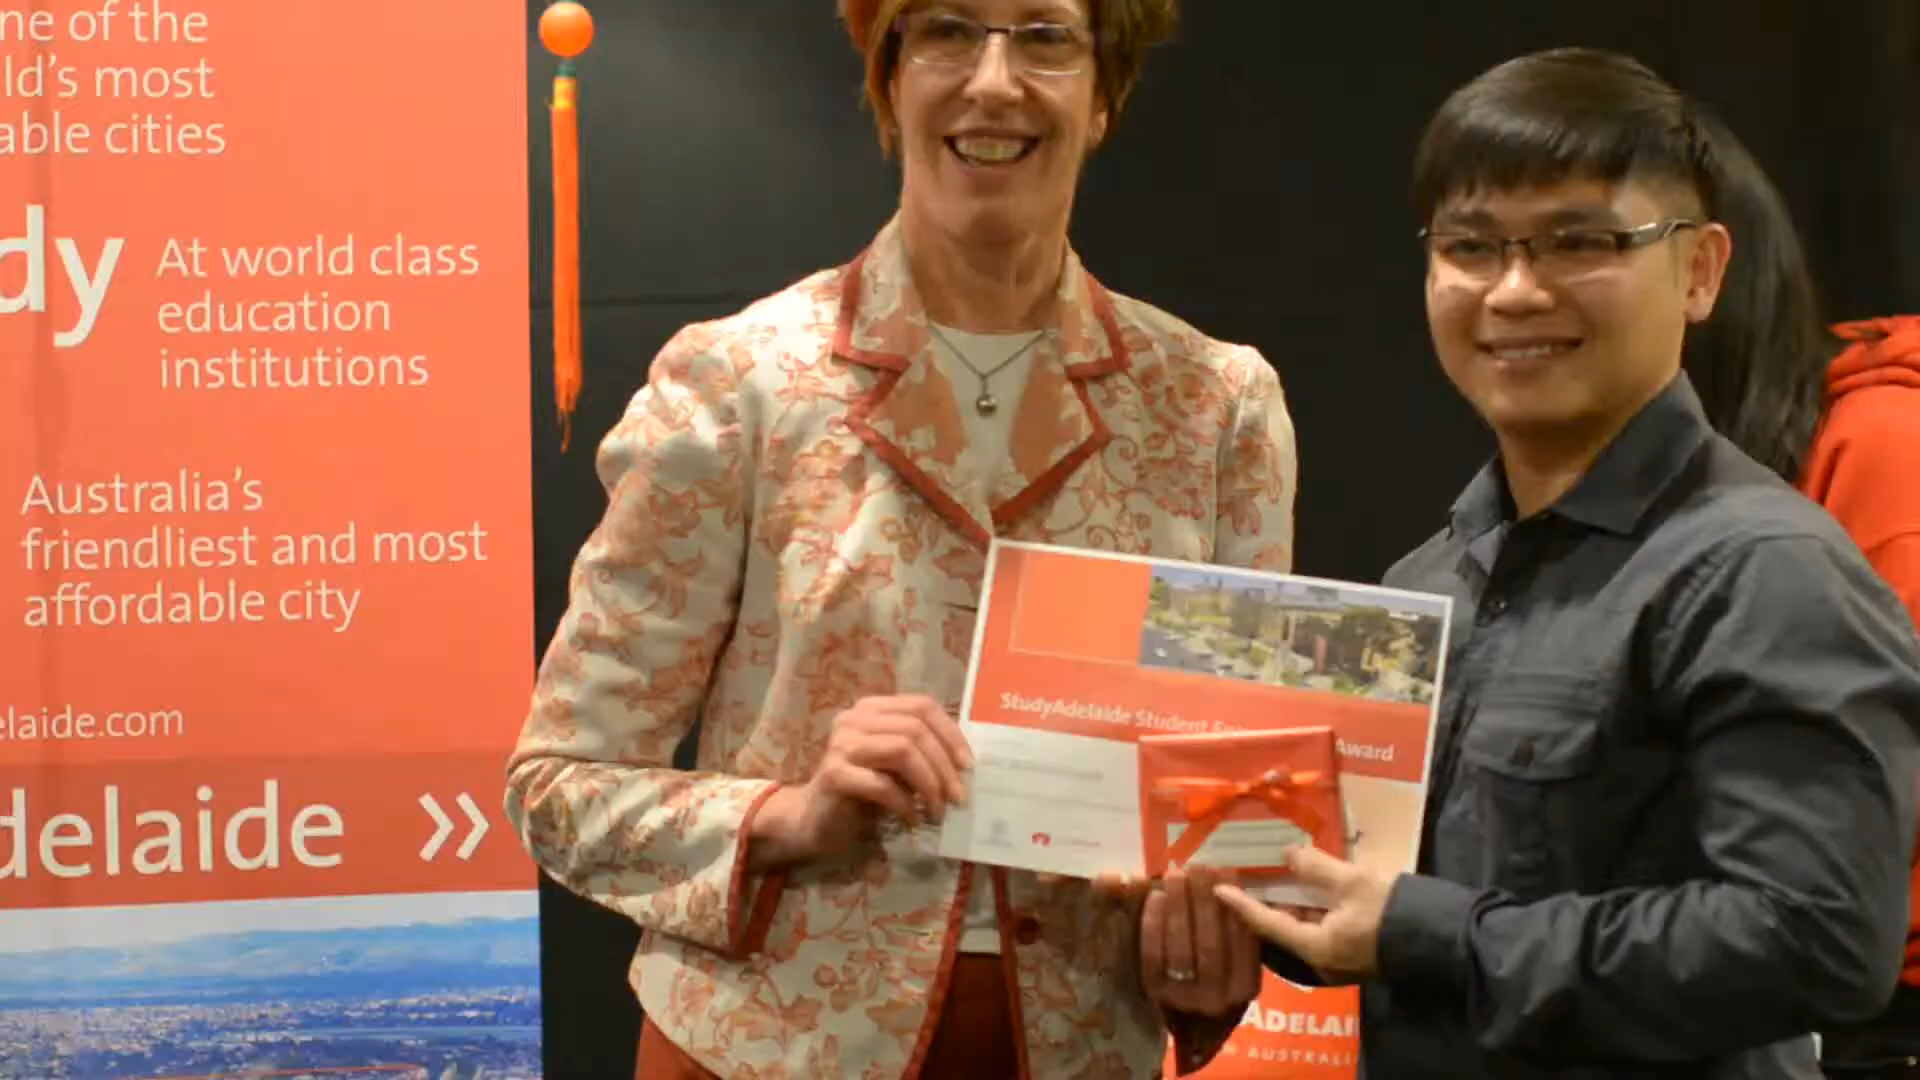 ne of the
ld's most
able cities
dy
At world class
education
institutions
Australia's
friendliest and most
affordable city
elaide.com
delaide »
StudyAdelaide Student
Award
ADELAI
AUSTRALI